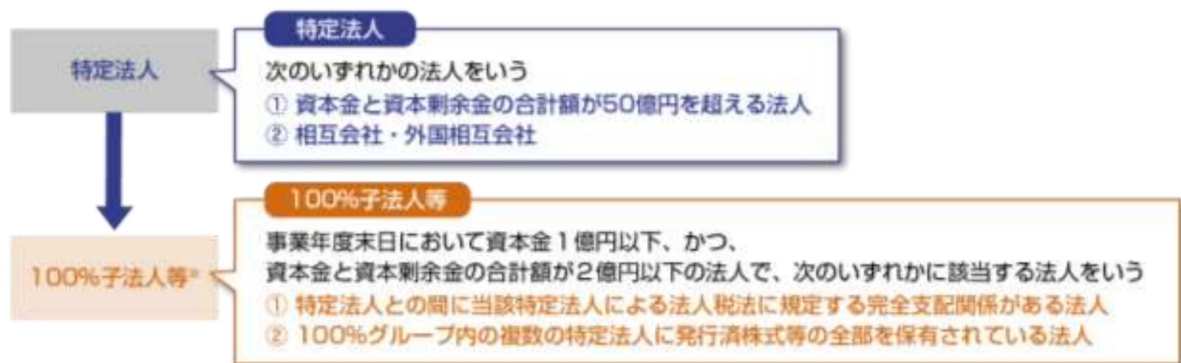 特定法人
特定法人
次のいずれかの法人をいう
① 資本金と資本剰余金の合計額が50億円を超える法人
② 相互会社・外国相互会社
100%子法人等
100%子法人等※
事業年度末日において資本金1億円以下、かつ、
資本金と資本剰余金の合計額が2億円以下の法人で、次のいずれかに該当する法人をいう
① 特定法人との間に当該特定法人による法人税法に規定する完全支配関係がある法人
② 100%グループ内の複数の特定法人に発行済株式等の全部を保有されている法人